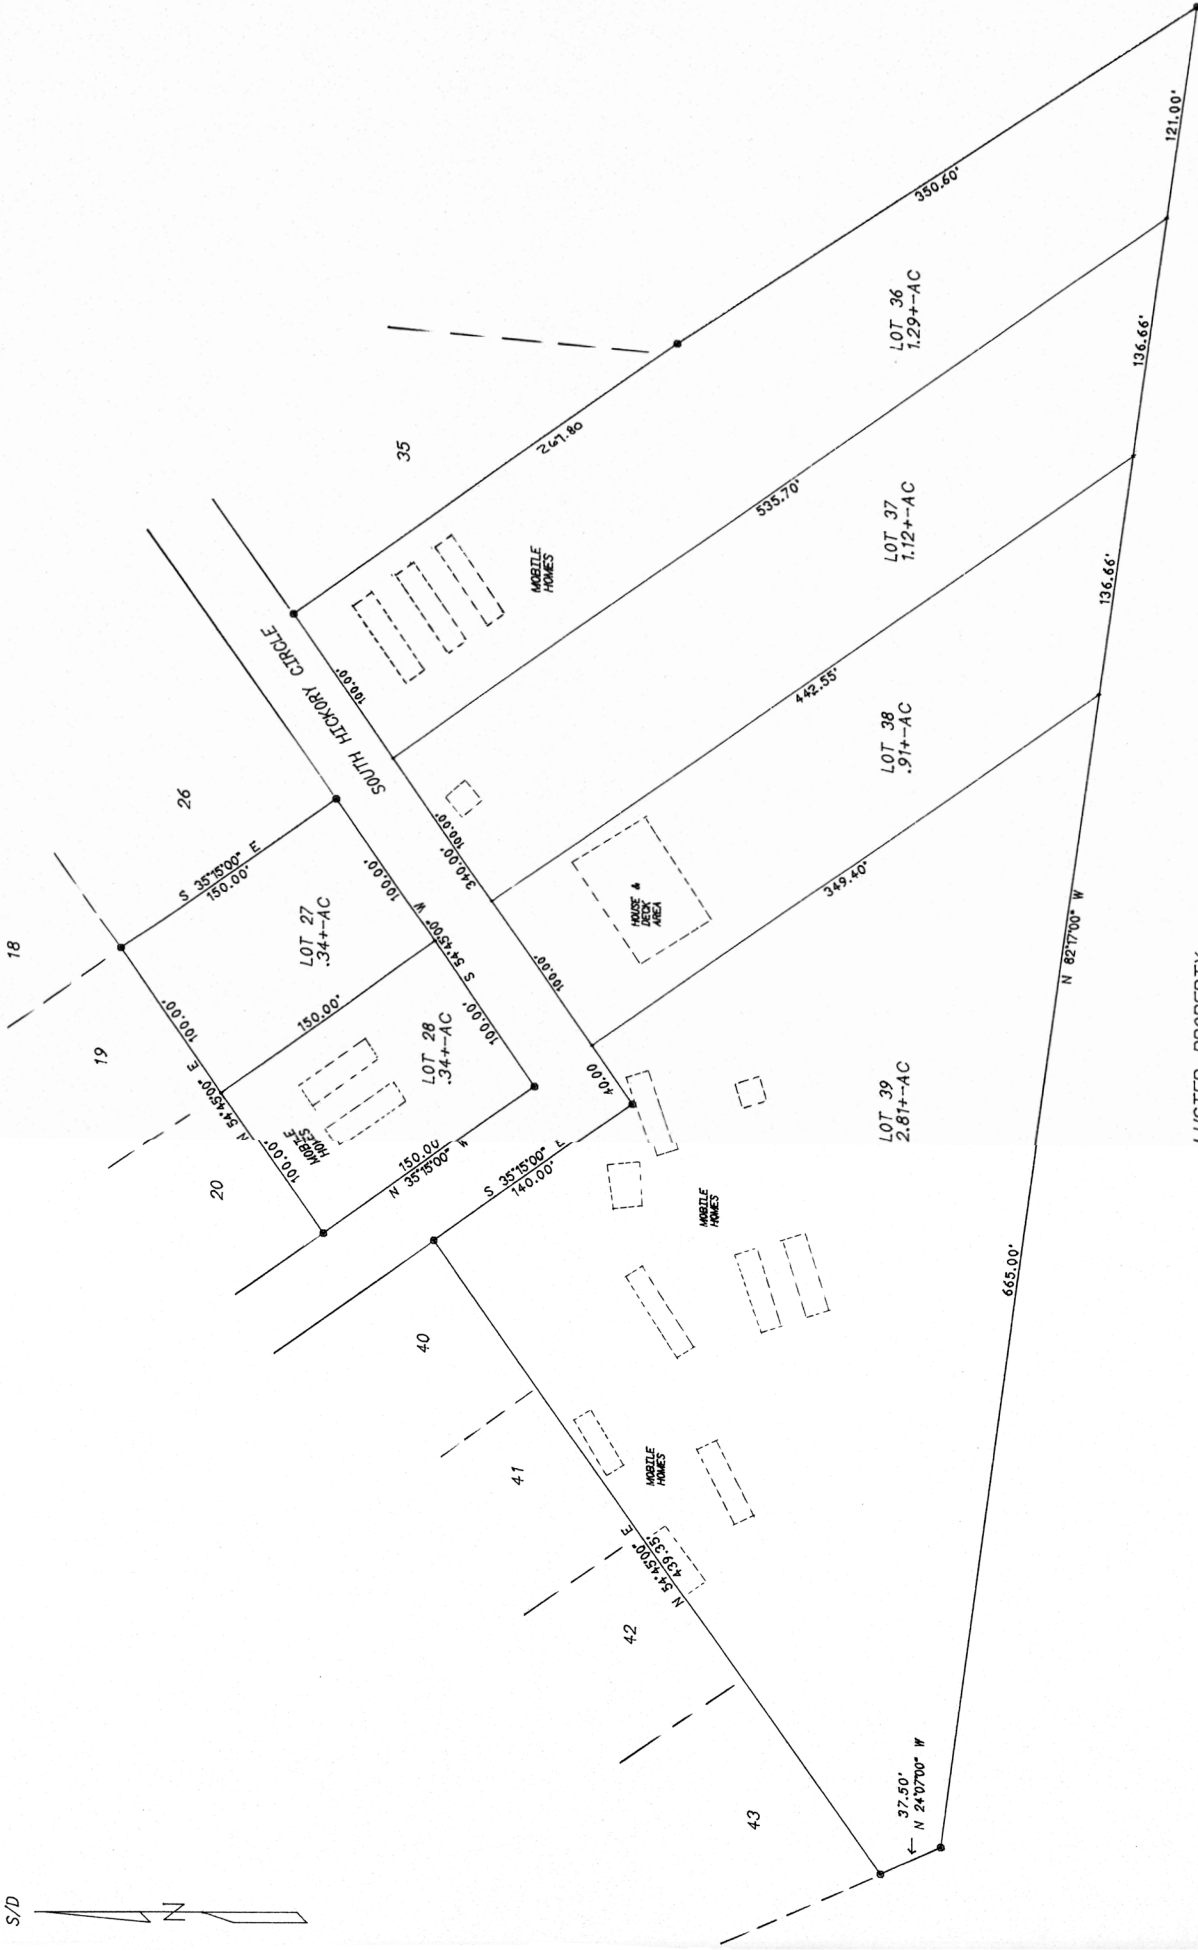 S/D
N
18
19
20
26
35
S 35°15'00" E
150.00'
LOT 27
.34+-AC
100.00'
N 54°45'00" E
100.00'
150.00'
100.00'
SOUTH HICKORY CIRCLE
LOT 28
.34+-AC
MOBILE
S 54°45'00" W
100.00'
150.00
N 35°15'00" W
100.00'
340.00'
100.00'
100.00'
40.00
S 35°15'00"
140.00'
267.80
350.60'
MOBILE
HOMES
LOT 36
1.29+-AC
121.00'
535.70'
LOT 37
1.12+-AC
136.66'
442.55'
LOT 38
.91+-AC
136.66'
HOUSE &
DECK
AREA
349.40'
N 82°17'00" W
665.00'
LOT 39
2.81+-AC
MOBILE
HOMES
MOBILE
HOMES
40
41
42
43
N 54°45'00" E
439.35'
37.50'
N 24°07'00" W